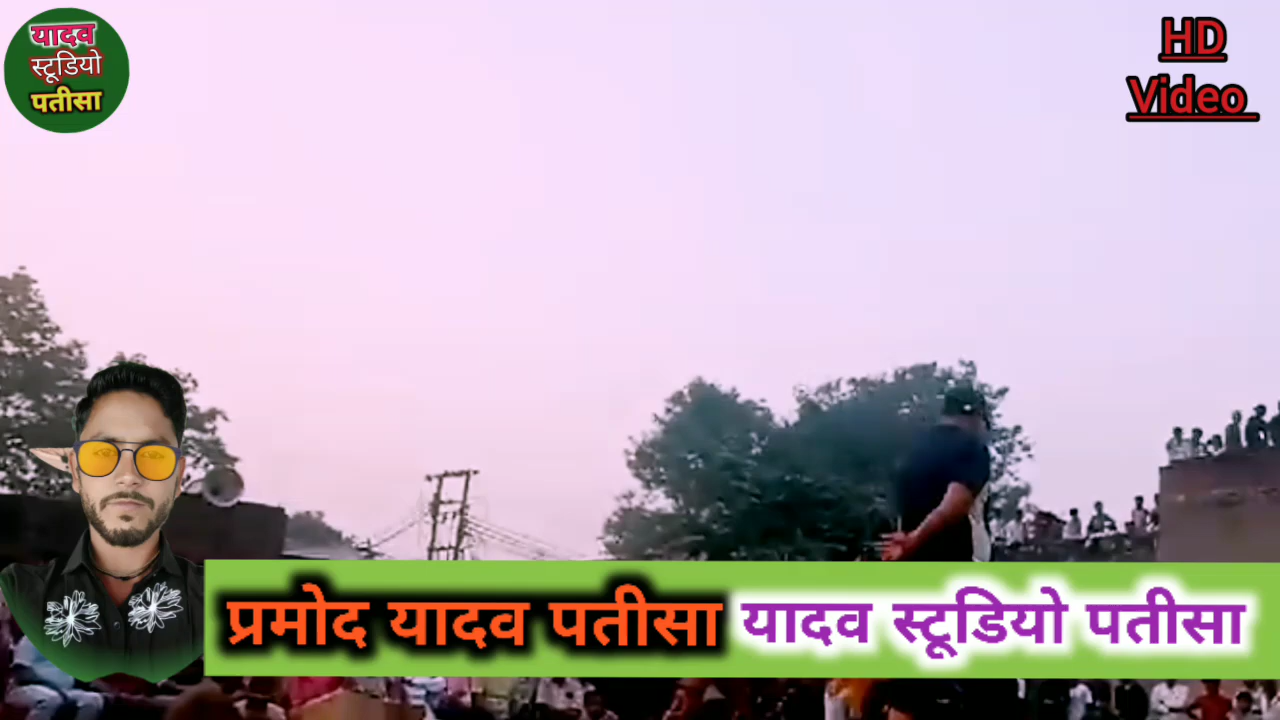 यादव
स्टूडियो
पतीसा
HD
Video
प्रमोद यादव पतीसा यादव स्टूडियो पतीसा